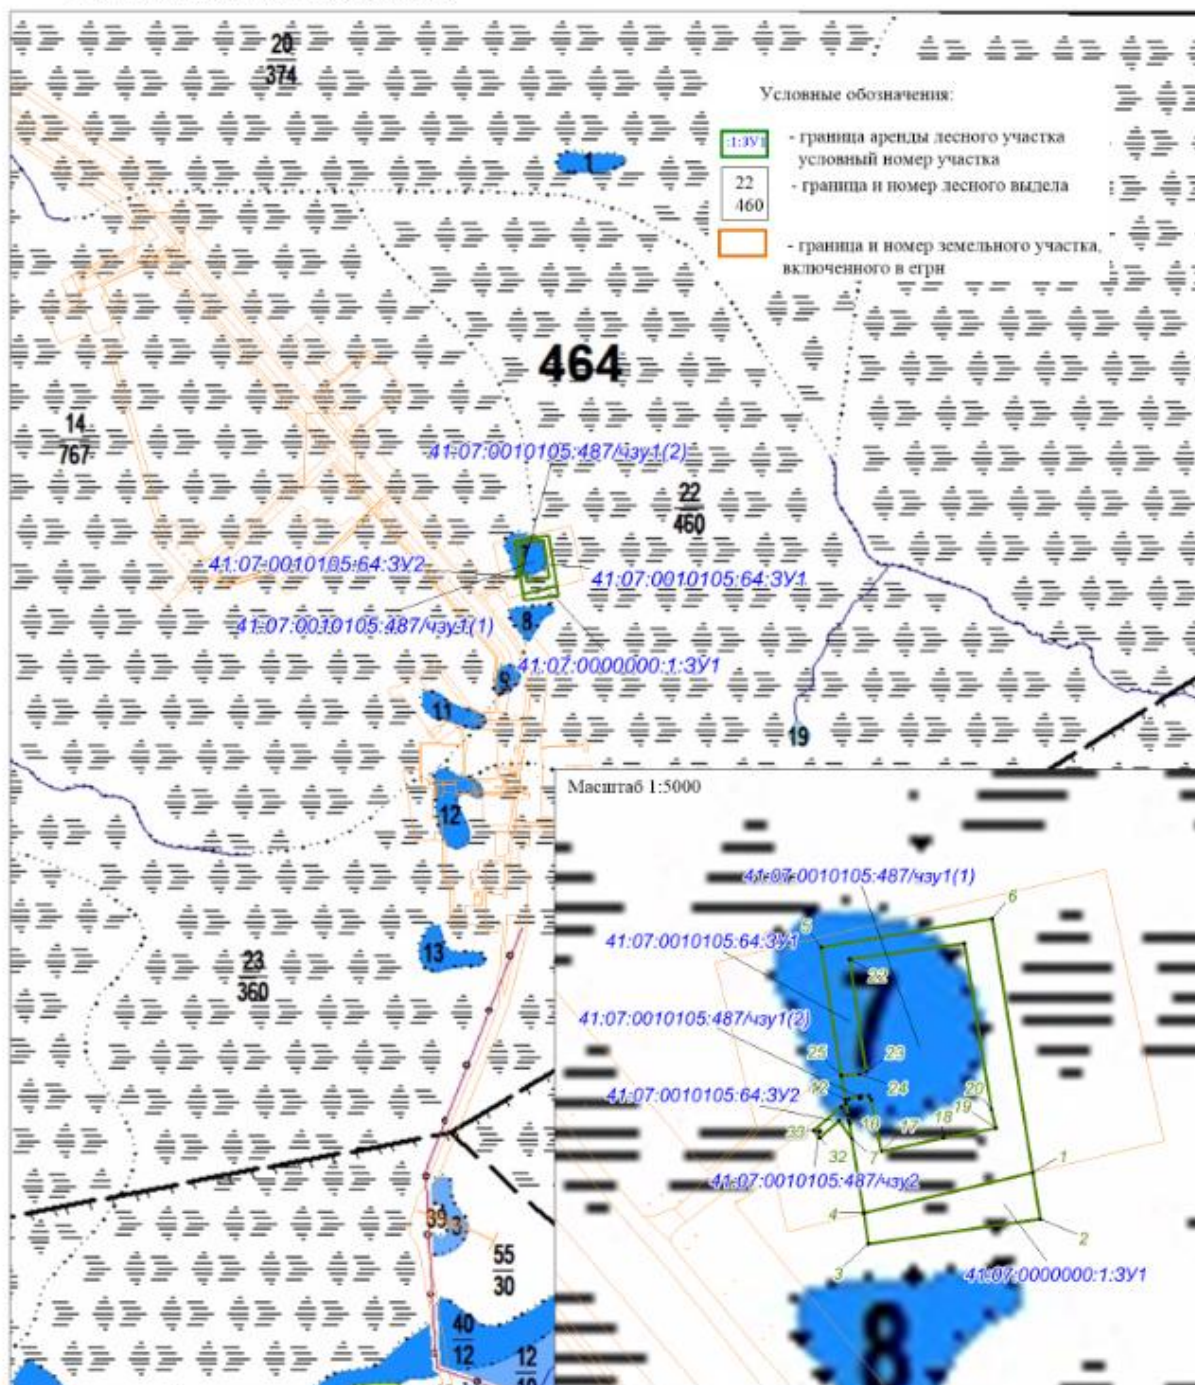 20
374
Условные обозначения:
:1:ЗУ1
- граница аренды лесного участка
условный номер участка
22
460
- граница и номер лесного выдела
- граница и номер земельного участка,
включенного в егрн
1
464
14
767
41:07:0010105:487/чзу1(2)
22
460
7
41:07:0010105:64:ЗУ2
41:07:0010105:64:ЗУ1
41:07:0010105:487/чзу1(1)
8
41:07:0000000:1:ЗУ1
9
11
19
12
13
23
360
39
3
55
30
40
12
12
Масштаб 1:5000
41:07:0010105:487/чзу1(1)
6
5
41:07:0010105:64:ЗУ1
22
7
41:07:0010105:487/чзу1(2)
25
23
12
24
20
41:07:0010105:64:ЗУ2
19
33
17
18
32
7
1
41:07:0010105:487/чзу2
4
2
3
41:07:0000000:1:ЗУ1
8